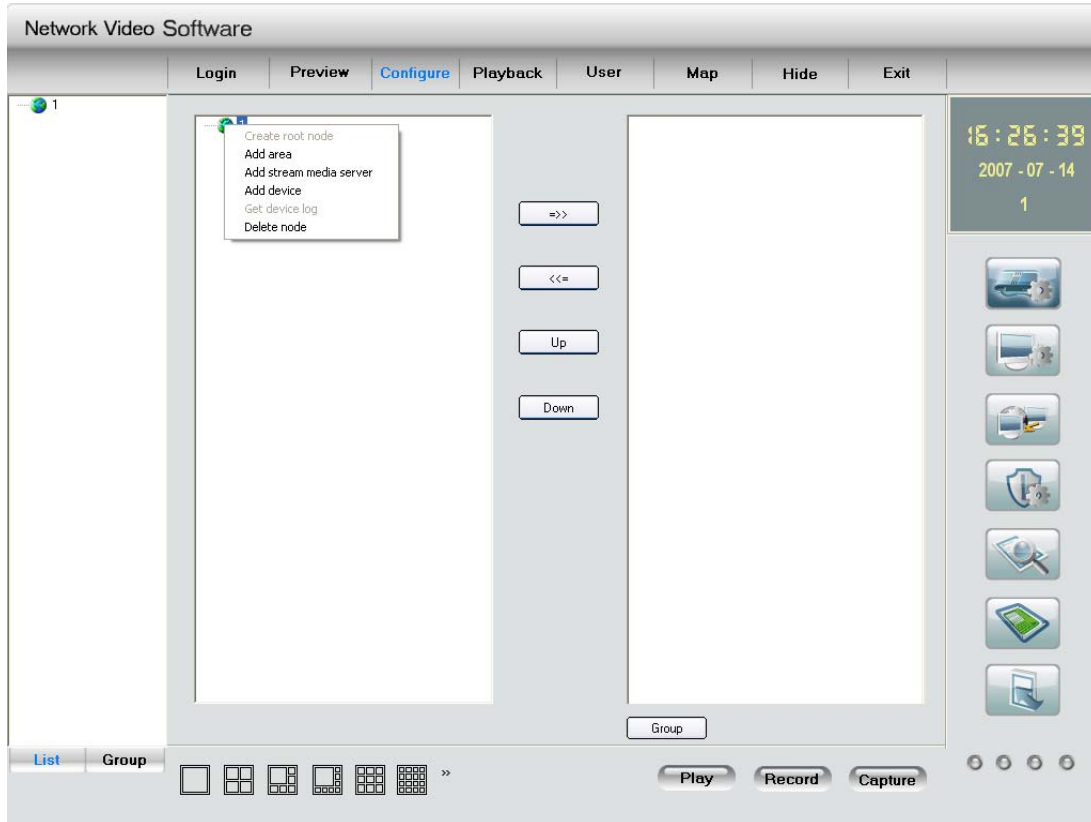 Network Video Software
Login Preview Configure Playback User Map Hide Exit
1
1
Create root node
Add area
Add stream media server
Add device
Get device log
Delete node
=>>
<<=
Up
Down
Group
16:26:39
2007 - 07 - 14
1
List Group
»
Play Record Capture